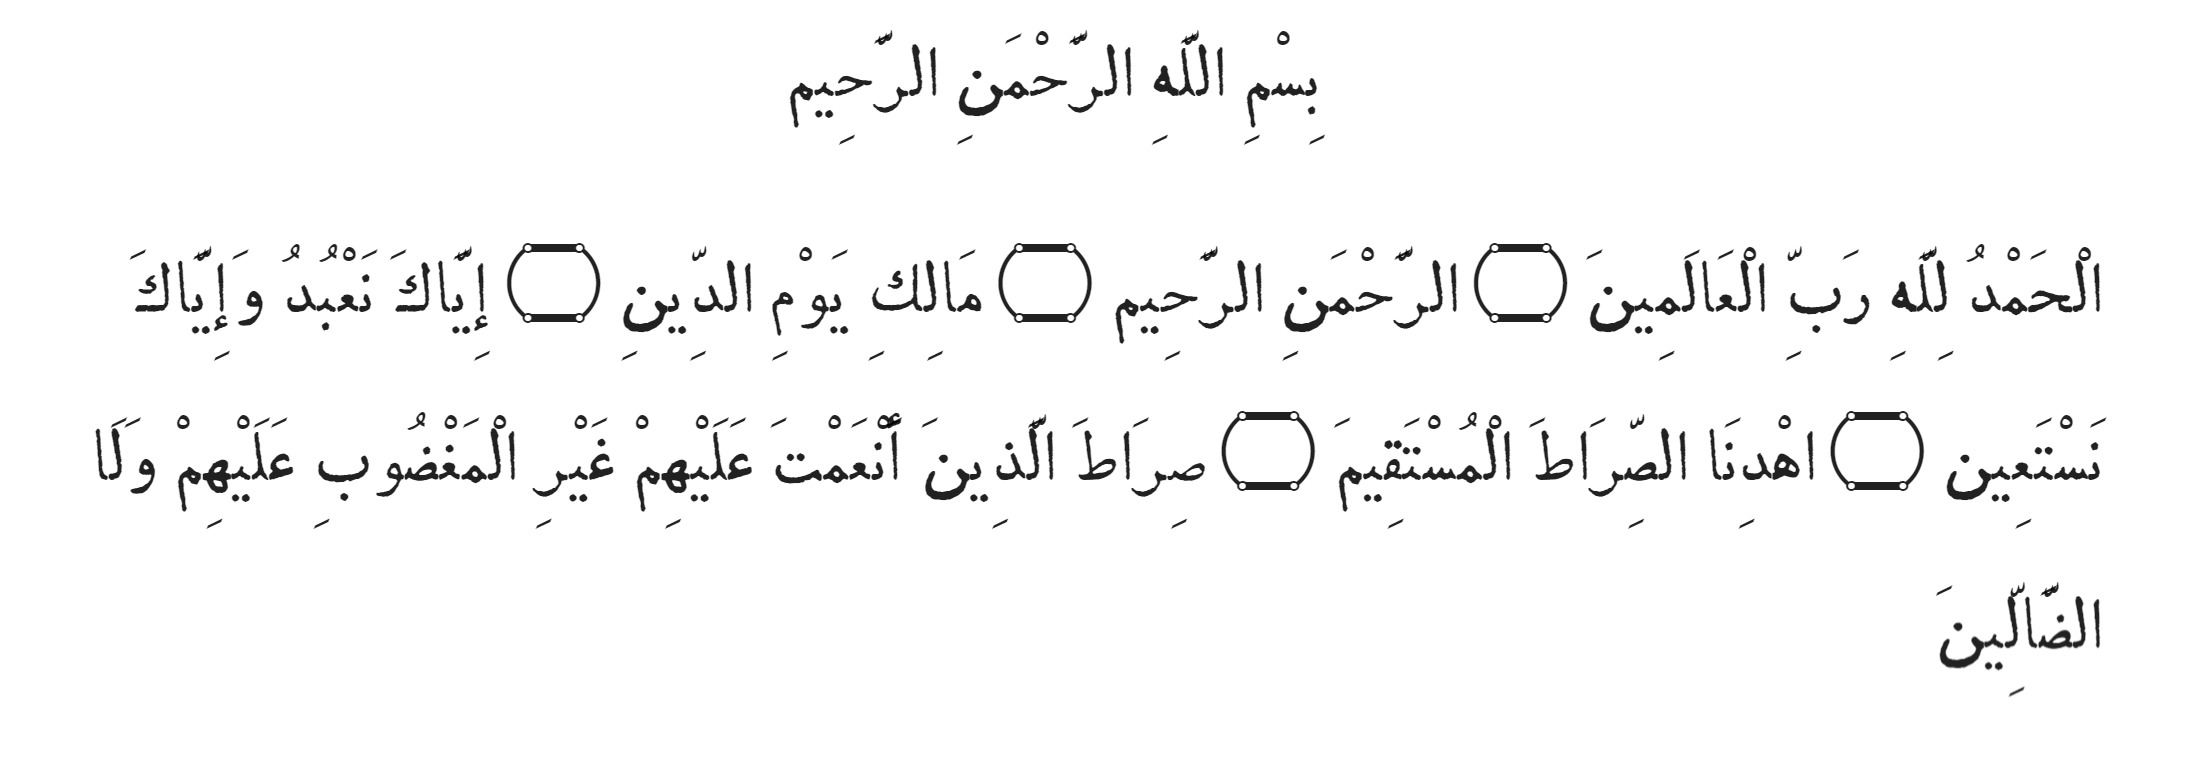 بِسْمِ اللّهِ الرَّحْمَنِ الرَّحِيم
الْحَمْدُ لِلّهِ رَبِّ الْعَالَمِينَ ۝ الرَّحْمَنِ الرَّحِيم ۝ مَالِكِ يَوْمِ الدِّينِ ۝ إِيَّاكَ نَعْبُدُ وَإِيَّاكَ
نَسْتَعِين ۝ اهْدِنَا الصِّرَاطَ الْمُسْتَقِيمَ ۝ صِرَاطَ الَّذِينَ أَنْعَمْتَ عَلَيْهِمْ غَيْرِ الْمَغْضُوبِ عَلَيْهِمْ وَلَا
الضَّالِّينَ